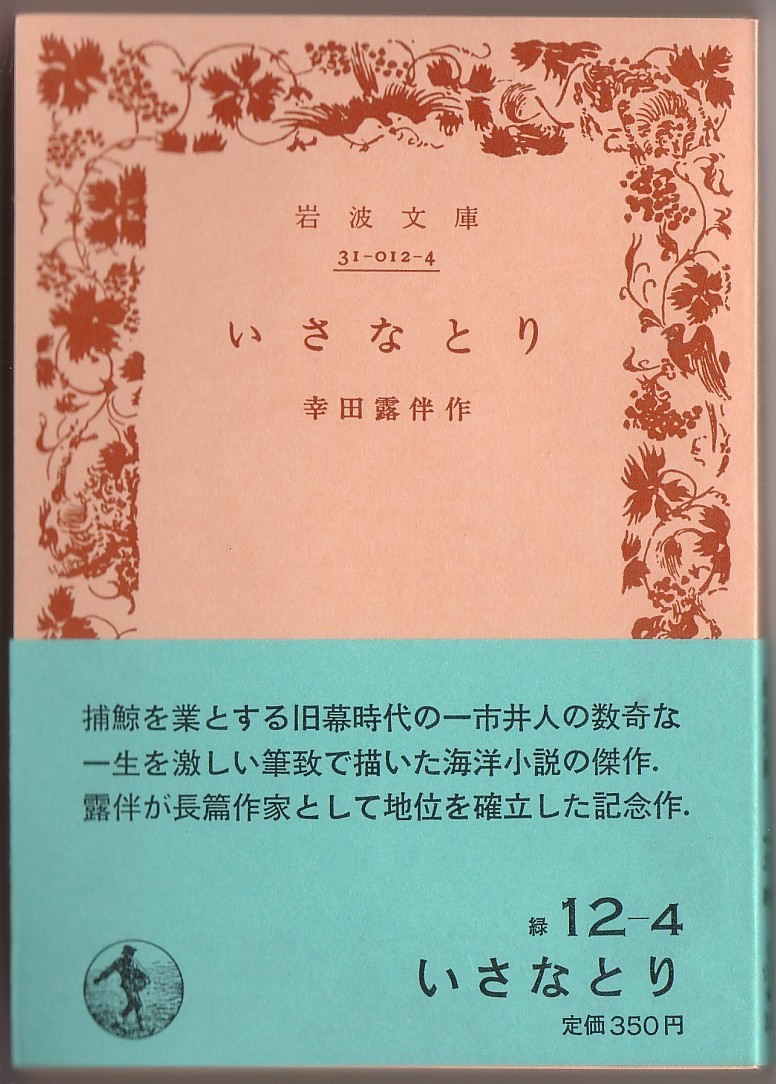 岩波文庫
31-012-4
いさなとり
幸田露伴作
捕鯨を業とする旧幕時代の一市井人の数奇な
一生を激しい筆致で描いた海洋小説の傑作.
露伴が長篇作家として地位を確立した記念作.
緑 12-4
いさなとり
定価350円